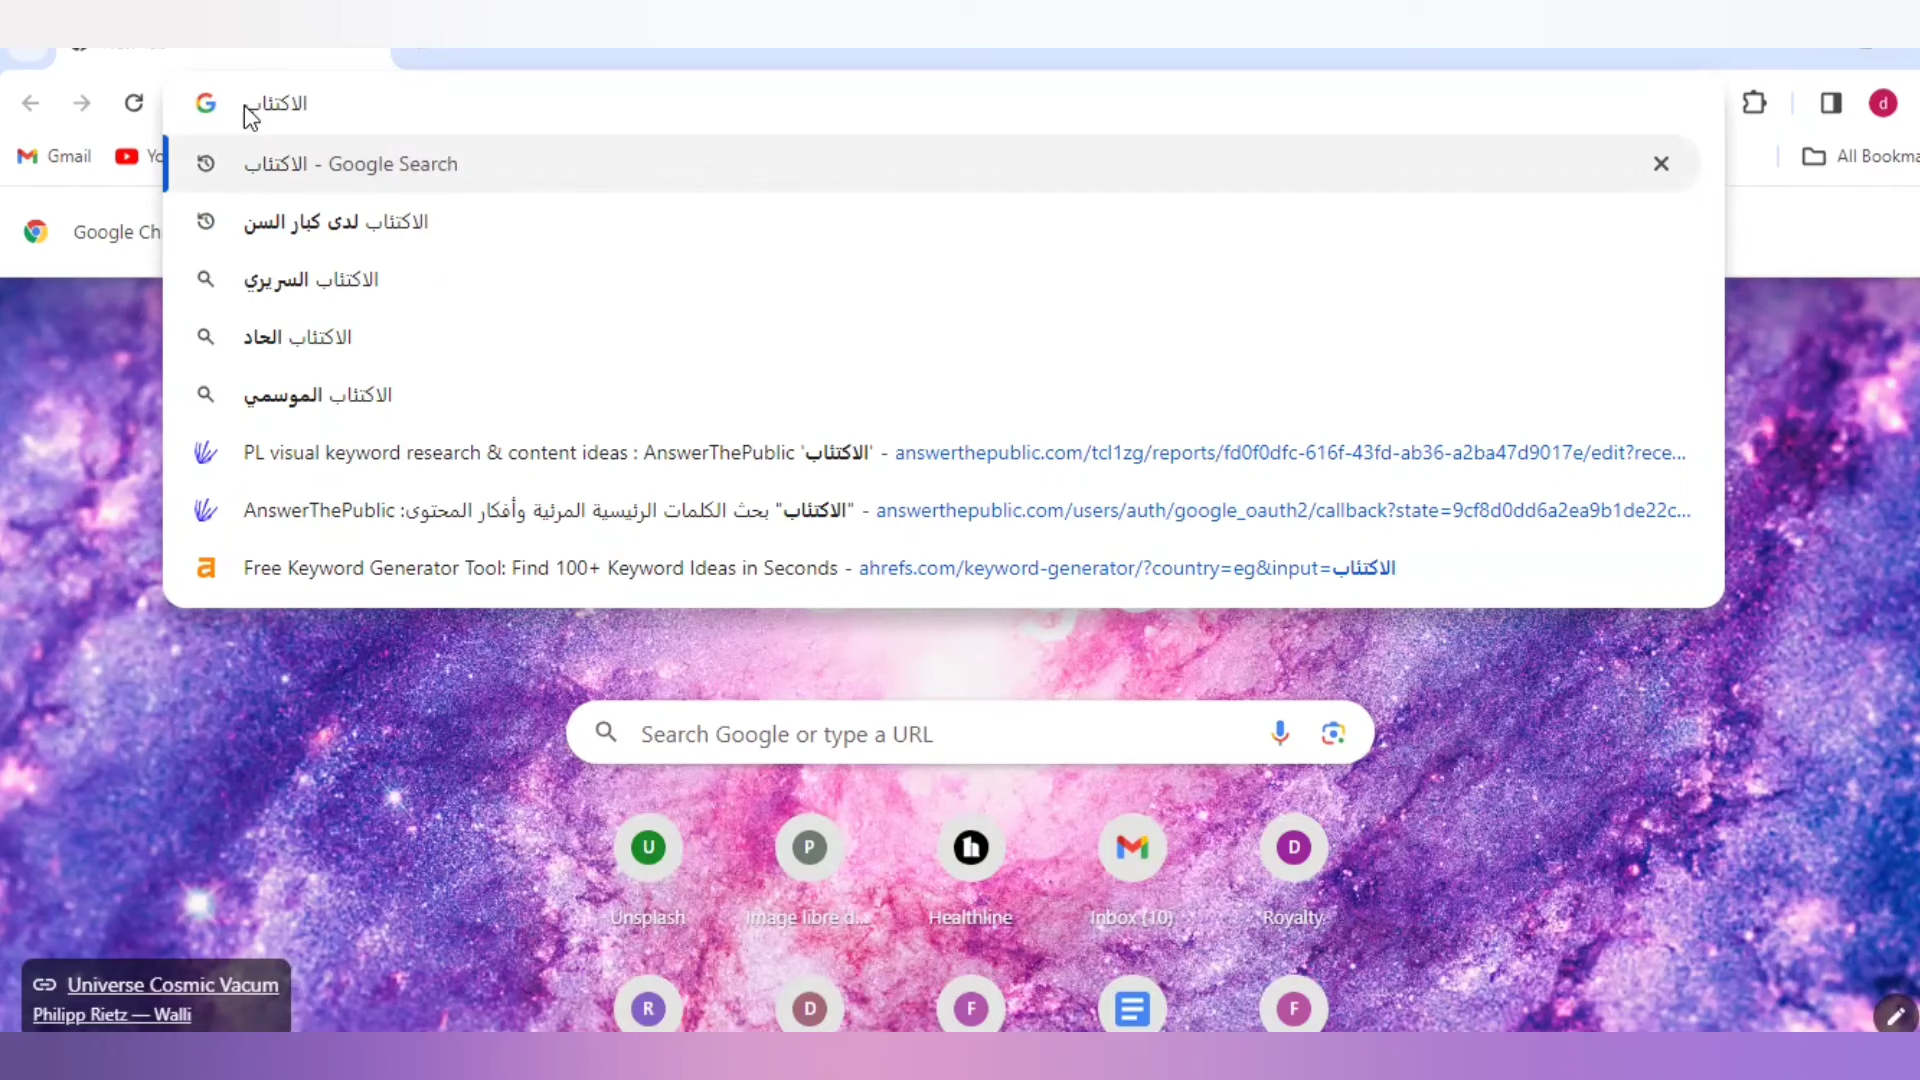 الاكتئاب
Gmail
Yo
All Bookma
الاكتئاب - Google Search
الاكتئاب لدى كبار السن
Google Ch
الاكتئاب السريري
الاكتئاب الحاد
الاكتئاب الموسمي
PL visual keyword research & content ideas : AnswerThePublic 'الاكتئاب' - answerthepublic.com/tcl1zg/reports/fd0f0dfc-616f-43fd-ab36-a2ba47d9017e/edit?rece...
AnswerThePublic :بحث الكلمات الرئيسية المرئية وأفكار المحتوى "الاكتئاب" - answerthepublic.com/users/auth/google_oauth2/callback?state=9cf8d0dd6a2ea9b1de22c...
Free Keyword Generator Tool: Find 100+ Keyword Ideas in Seconds - ahrefs.com/keyword-generator/?country=eg&input=الاكتئاب
Search Google or type a URL
U P D
Unsplash Image libre d... Healthline Inbox (10) Royalty
R D F F
Universe Cosmic Vacum
Philipp Rietz — Walli